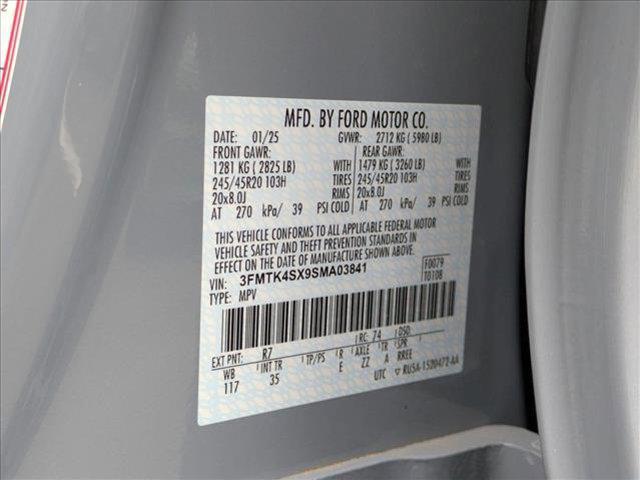 MFD. BY FORD MOTOR CO.
DATE: 01/25 GVWR: 2712 KG ( 5980 LB)
FRONT GAWR: REAR GAWR:
1281 KG ( 2825 LB) WITH 1479 KG ( 3260 LB) WITH
245/45R20 103H TIRES 245/45R20 103H TIRES
20x8.0J RIMS 20x8.0J RIMS
AT 270 kPa/ 39 PSI COLD AT 270 kPa/ 39 PSI COLD
THIS VEHICLE CONFORMS TO ALL APPLICABLE FEDERAL MOTOR
VEHICLE SAFETY AND THEFT PREVENTION STANDARDS IN
EFFECT ON THE DATE OF MANUFACTURE SHOWN ABOVE.
VIN: 3FMTK4SX9SMA03841 F0079
TYPE: MPV T0108
EXT PNT: R7 RC: 74 DSO:
WB INT TR TP/PS R AXLE TR SPR
117 35 E ZZ A RREE
UTC ▽ RU5A-1520472-AA